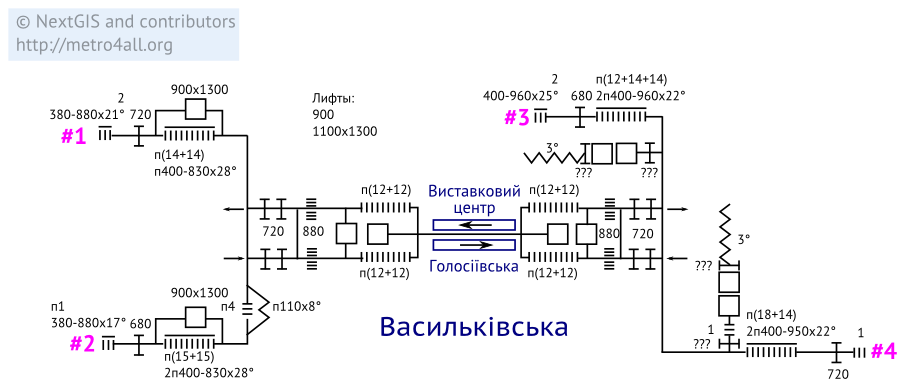 © NextGIS and contributors
http://metro4all.org
900x1300
2
380-880x21° 720
#1
п(14+14)
п400-830x28°
Лифты:
900
1100x1300
2
400-960x25° 680
#3
п(12+14+14)
2п400-960x22°
3°
???
???
п(12+12)
Виставковий
центр
п(12+12)
720
880
880
720
п(12+12)
Голосіївська
п(12+12)
3°
???
900x1300
п4
п110x8°
п1
380-880x17° 680
#2
п(15+15)
2п400-830x28°
Васильківська
1
???
п(18+14)
2п400-950x22°
1
#4
720